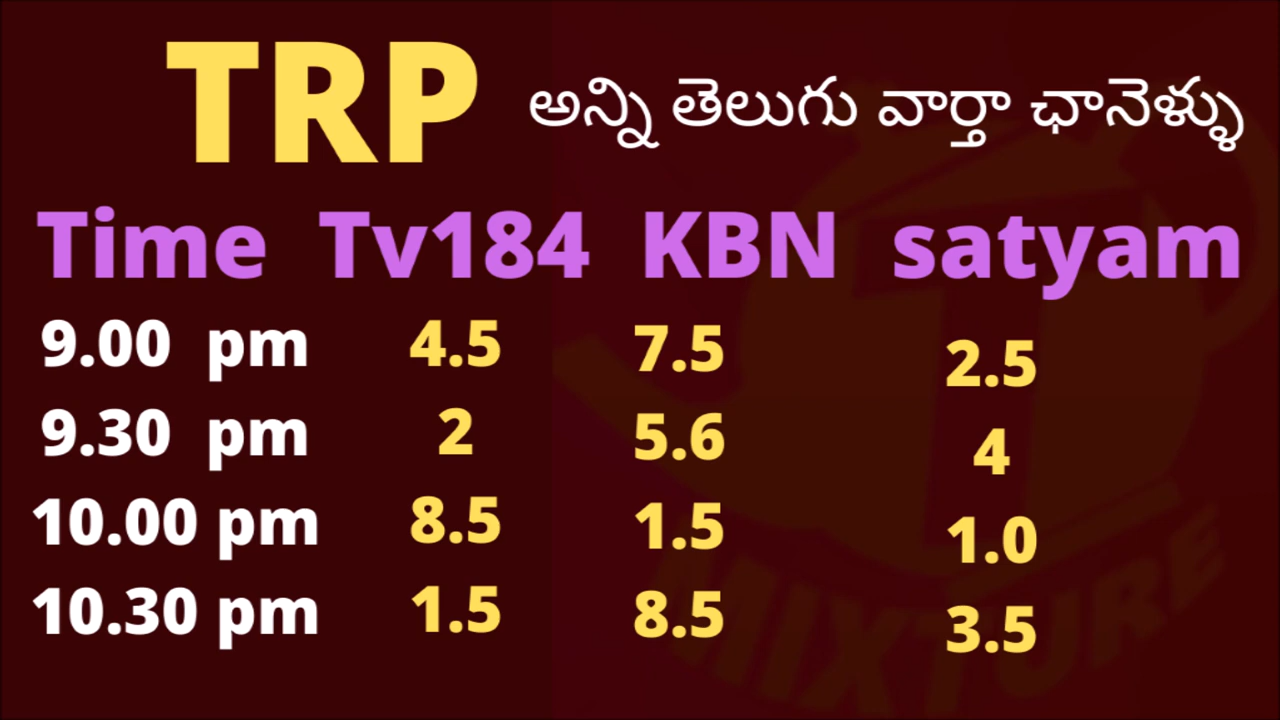 TRP అన్ని తెలుగు వార్తా ఛానెళ్ళు
Time Tv184 KBN satyam
9.00 pm 4.5 7.5 2.5
9.30 pm 2 5.6 4
10.00 pm 8.5 1.5 1.0
10.30 pm 1.5 8.5 3.5
MIXTURE